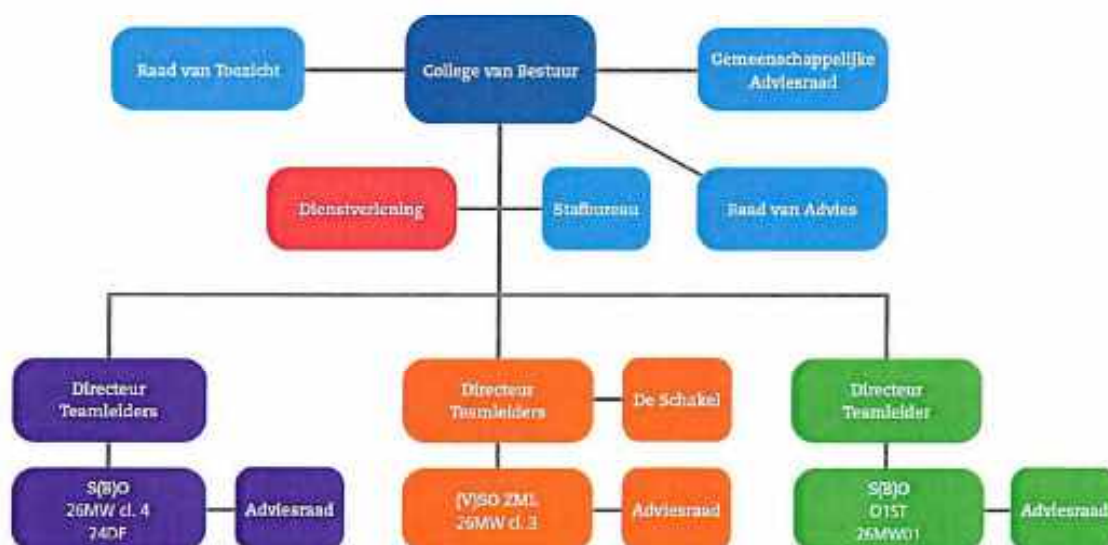 Raad van Toezicht
College van Bestuur
Gemeenschappelijke
Adviesraad
Dienstverlening
Stafbureau
Raad van Advies
Directeur
Teamleiders
Directeur
Teamleiders
De Schakel
Directeur
Teamleider
S(B)O
26MW cl. 4
24DF
Adviesraad
(V)SO ZML
26MW cl. 3
Adviesraad
S(B)O
O1ST
26MW01
Adviesraad